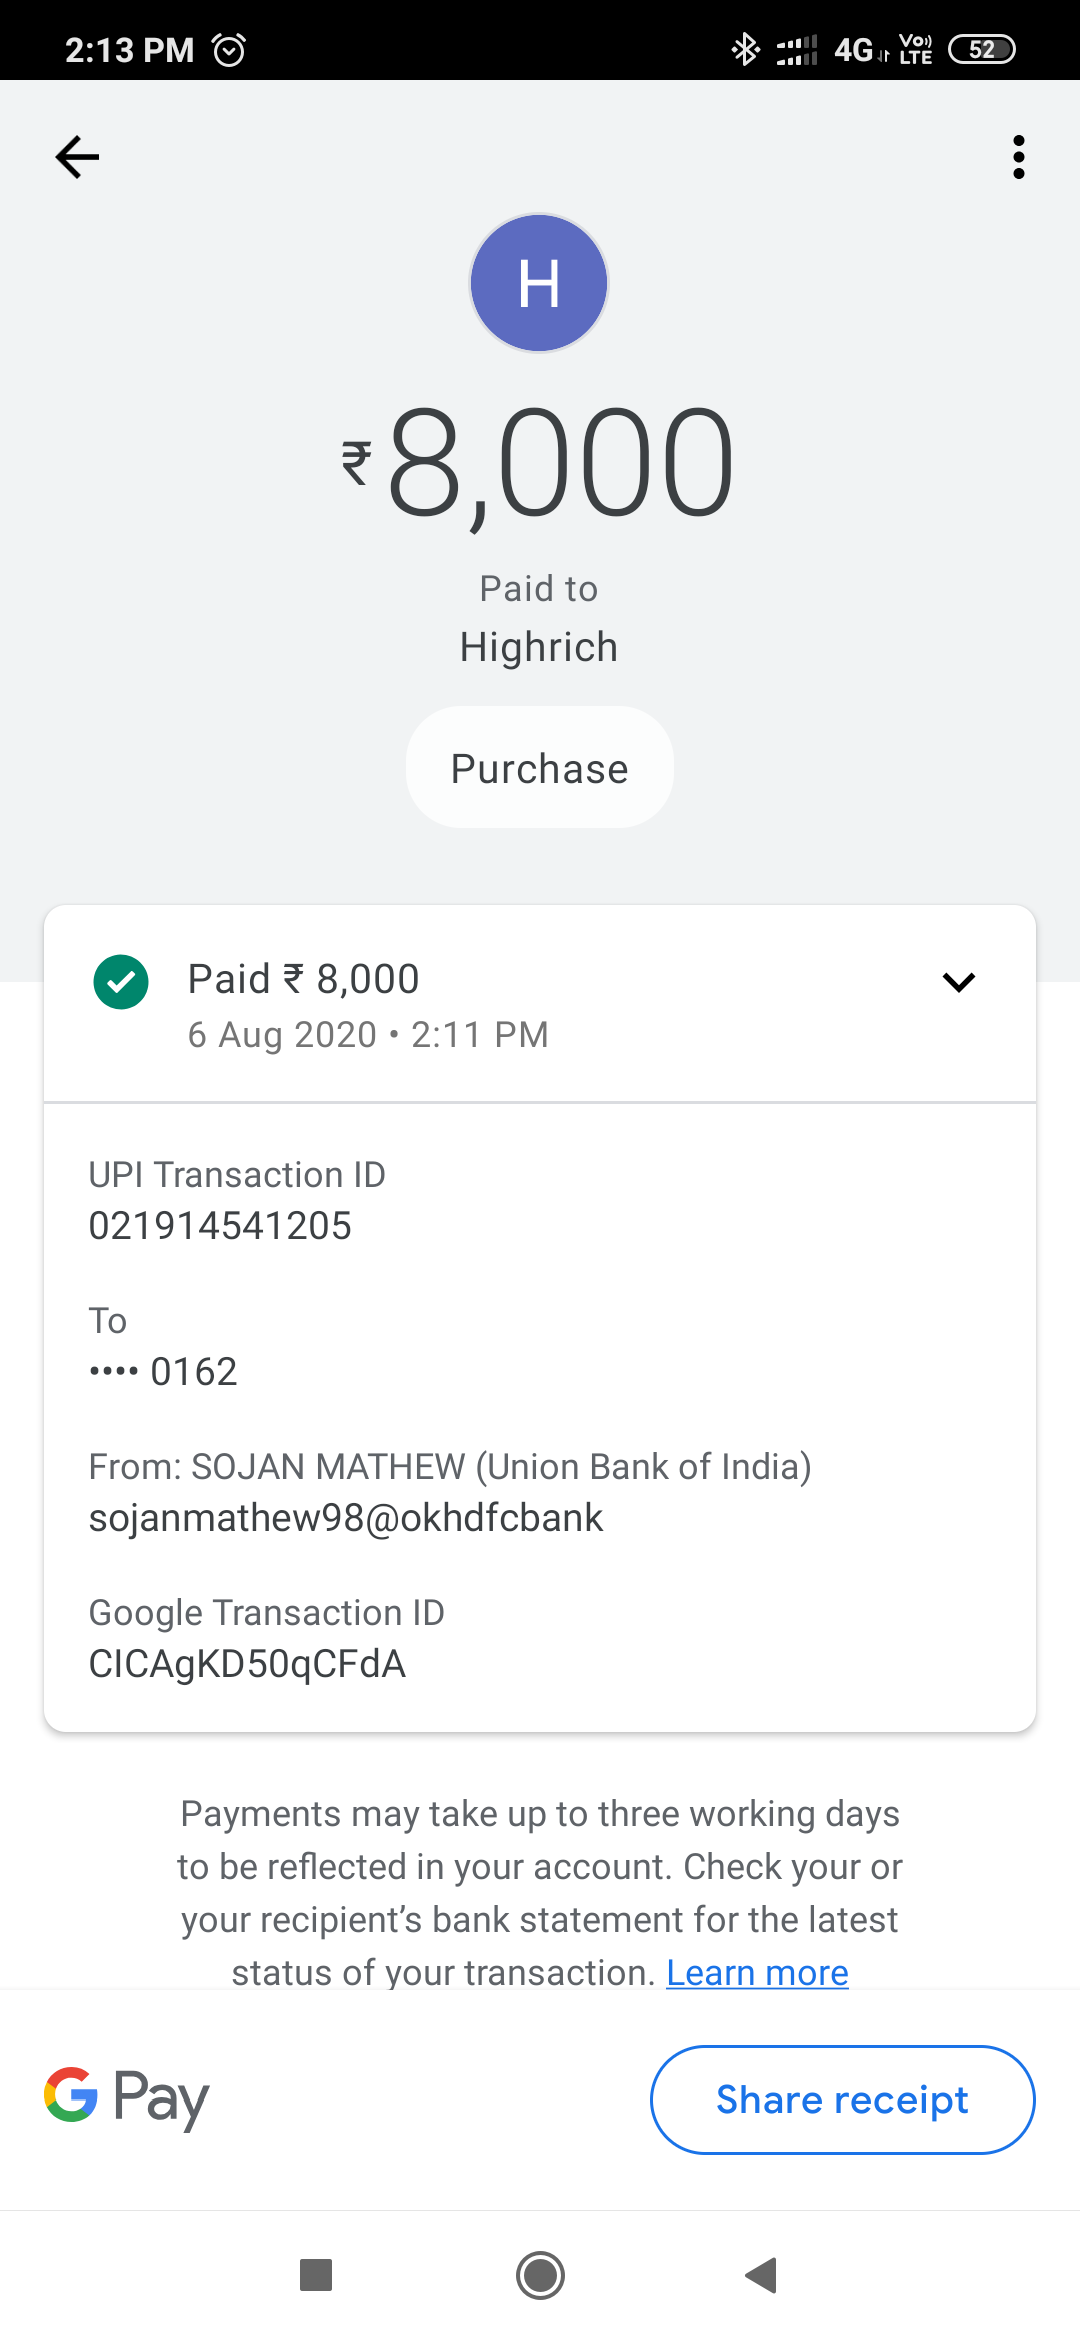 2:13 PM
4G Vo)) LTE 52
H
₹8,000
Paid to
Highrich
Purchase
Paid ₹ 8,000
6 Aug 2020 • 2:11 PM
UPI Transaction ID
021914541205
To
•••• 0162
From: SOJAN MATHEW (Union Bank of India)
sojanmathew98@okhdfcbank
Google Transaction ID
CICAgKD50qCFdA
Payments may take up to three working days
to be reflected in your account. Check your or
your recipient’s bank statement for the latest
status of your transaction. Learn more
G Pay
Share receipt